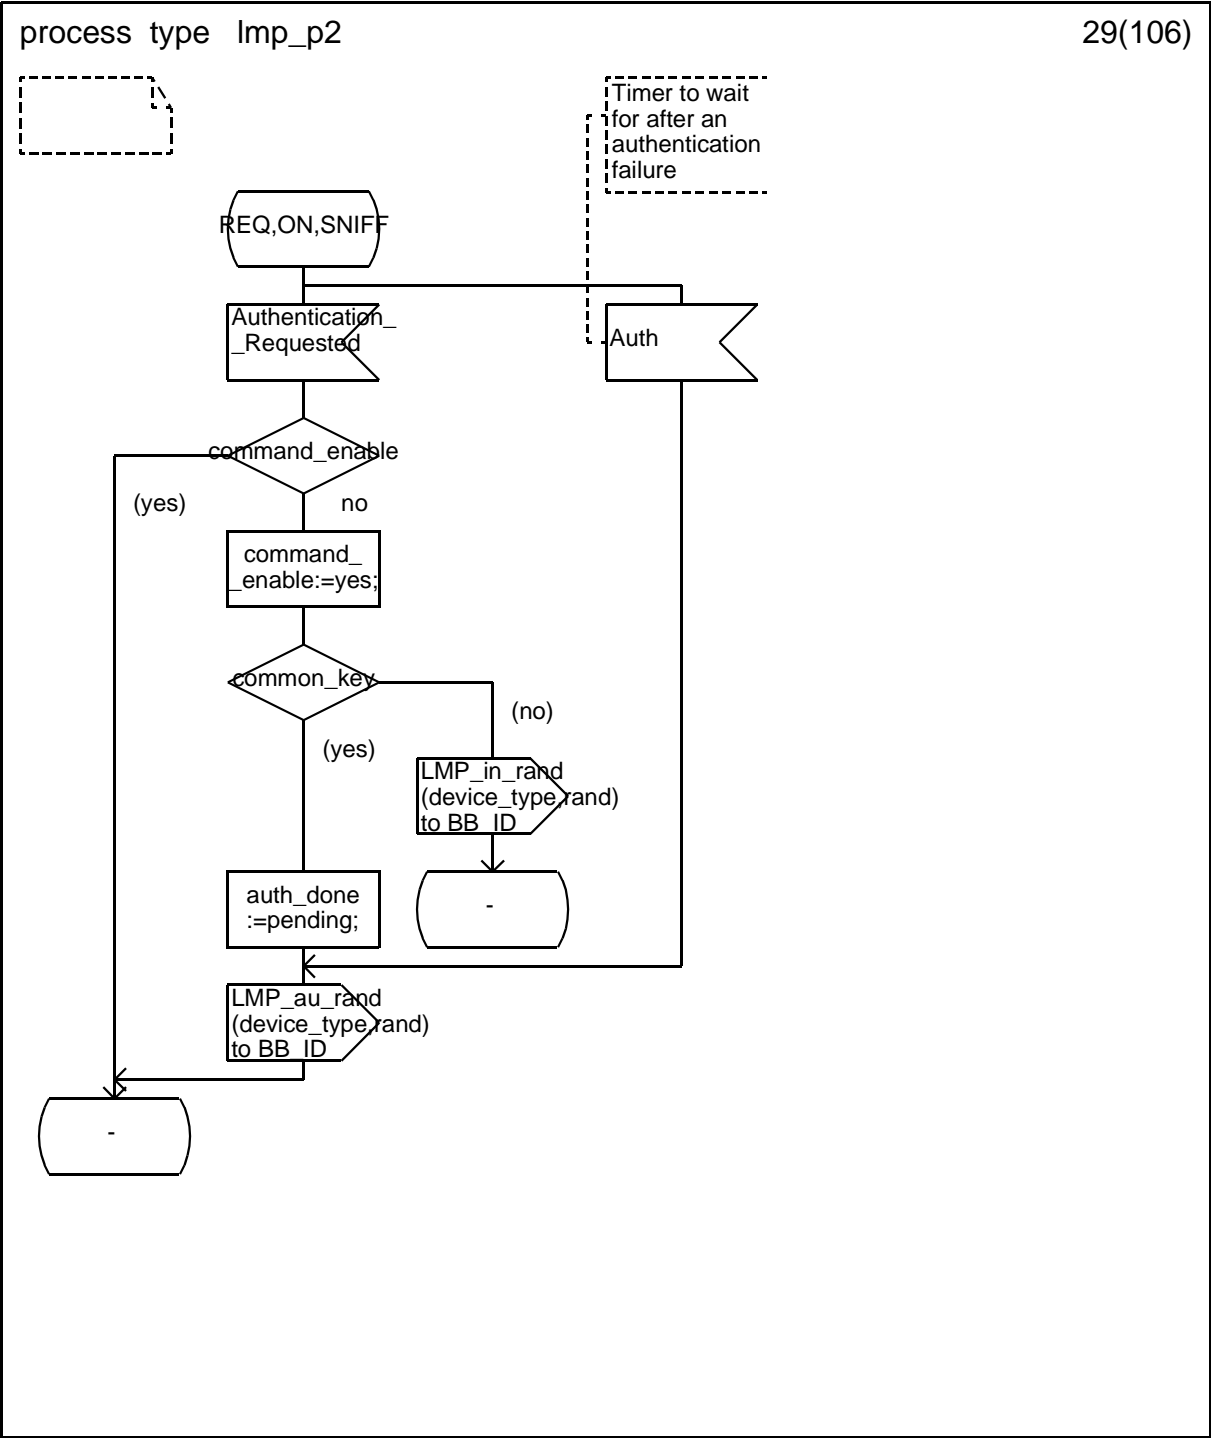 process type lmp_p2
29(106)
Timer to wait
for after an
authentication
failure
REQ,ON,SNIFF
Authentication_
_Requested
Auth
command_enable
(yes)
no
command_
_enable:=yes;
common_key
(no)
(yes)
LMP_in_rand
(device_type,rand)
to BB_ID
auth_done
:=pending;
-
LMP_au_rand
(device_type,rand)
to BB_ID
-